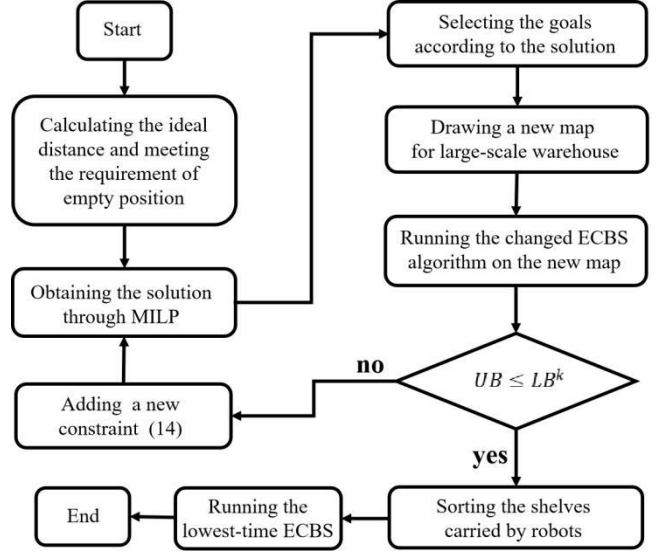 Start
Calculating the ideal
distance and meeting
the requirement of
empty position
Obtaining the solution
through MILP
Selecting the goals
according to the solution
Drawing a new map
for large-scale warehouse
Running the changed ECBS
algorithm on the new map
UB ≤ LB^k
no
Adding a new
constraint (14)
yes
Sorting the shelves
carried by robots
Running the
lowest-time ECBS
End